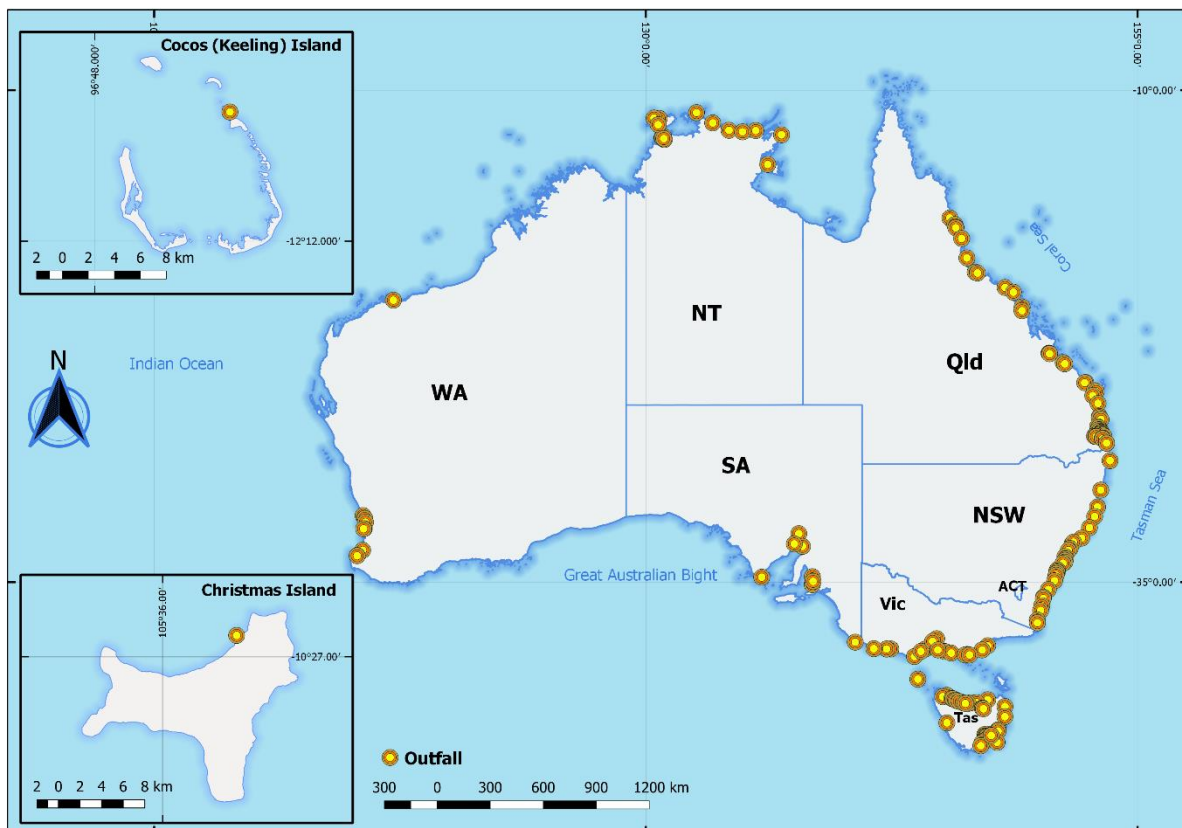 Cocos (Keeling) Island
96°48.000'
-12°12.000'
2 0 2 4 6 8 km
130°0.00'
155°0.00'
-10°0.00'
Coral Sea
NT
Indian Ocean
N
WA
Qld
SA
NSW
Tasman Sea
Great Australian Bight
ACT
-35°0.00'
Vic
Christmas Island
105°36.00'
-10°27.00'
2 0 2 4 6 8 km
Tas
Outfall
300 0 300 600 900 1200 km